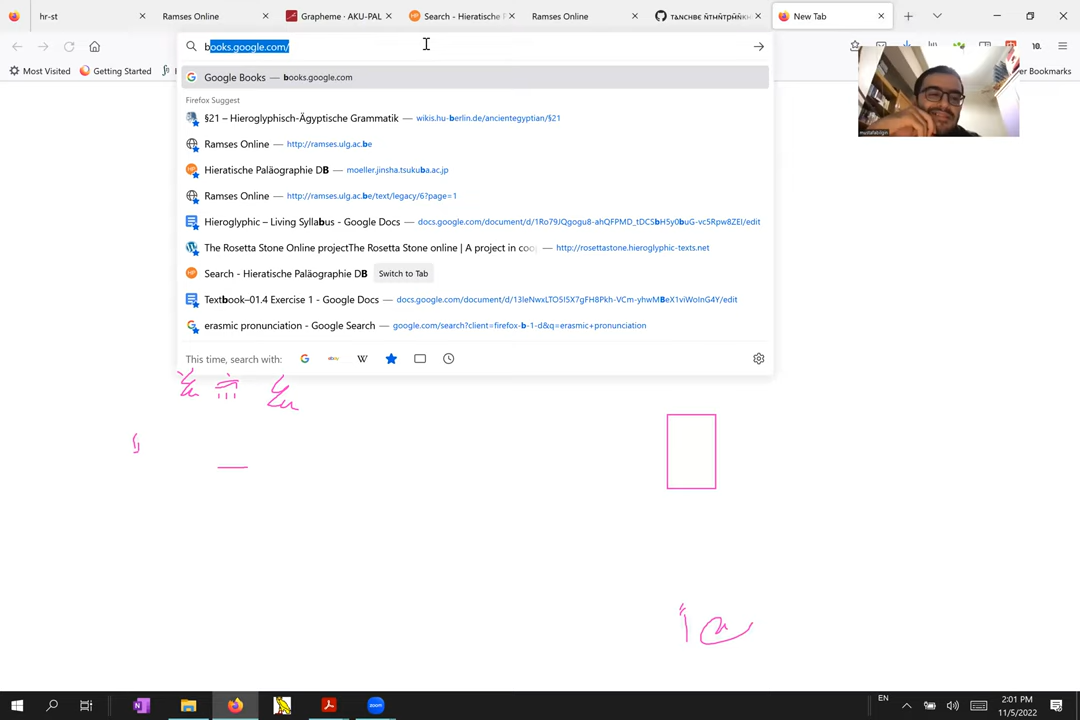 hr-st
Ramses Online
Grapheme · AKU-PAL
Search - Hieratische P
Ramses Online
New Tab
books.google.com/
Google Books — books.google.com
Most Visited
Getting Started
er Bookmarks
Firefox Suggest
§21 – Hieroglyphisch-Ägyptische Grammatik — wikis.hu-berlin.de/ancientegyptian/§21
Ramses Online — http://ramses.ulg.ac.be
Hieratische Paläographie DB — moeller.jinsha.tsukuba.ac.jp
Ramses Online — http://ramses.ulg.ac.be/text/legacy/6?page=1
Hieroglyphic – Living Syllabus - Google Docs — docs.google.com/document/d/1Ro79JQgogu8-ahQFPMD_tDCSbH5y0buG-vc5Rpw8ZEI/edit
The Rosetta Stone Online projectThe Rosetta Stone online | A project in coo — http://rosettastone.hieroglyphic-texts.net
Search - Hieratische Paläographie DB Switch to Tab
Textbook–01.4 Exercise 1 - Google Docs — docs.google.com/document/d/13leNwxLTO5I5X7gFH8Pkh-VCm-yhwMBeX1viWoInG4Y/edit
erasmic pronunciation - Google Search — google.com/search?client=firefox-b-1-d&q=erasmic+pronunciation
This time, search with:
mustafabilgin
EN
2:01 PM
11/5/2022